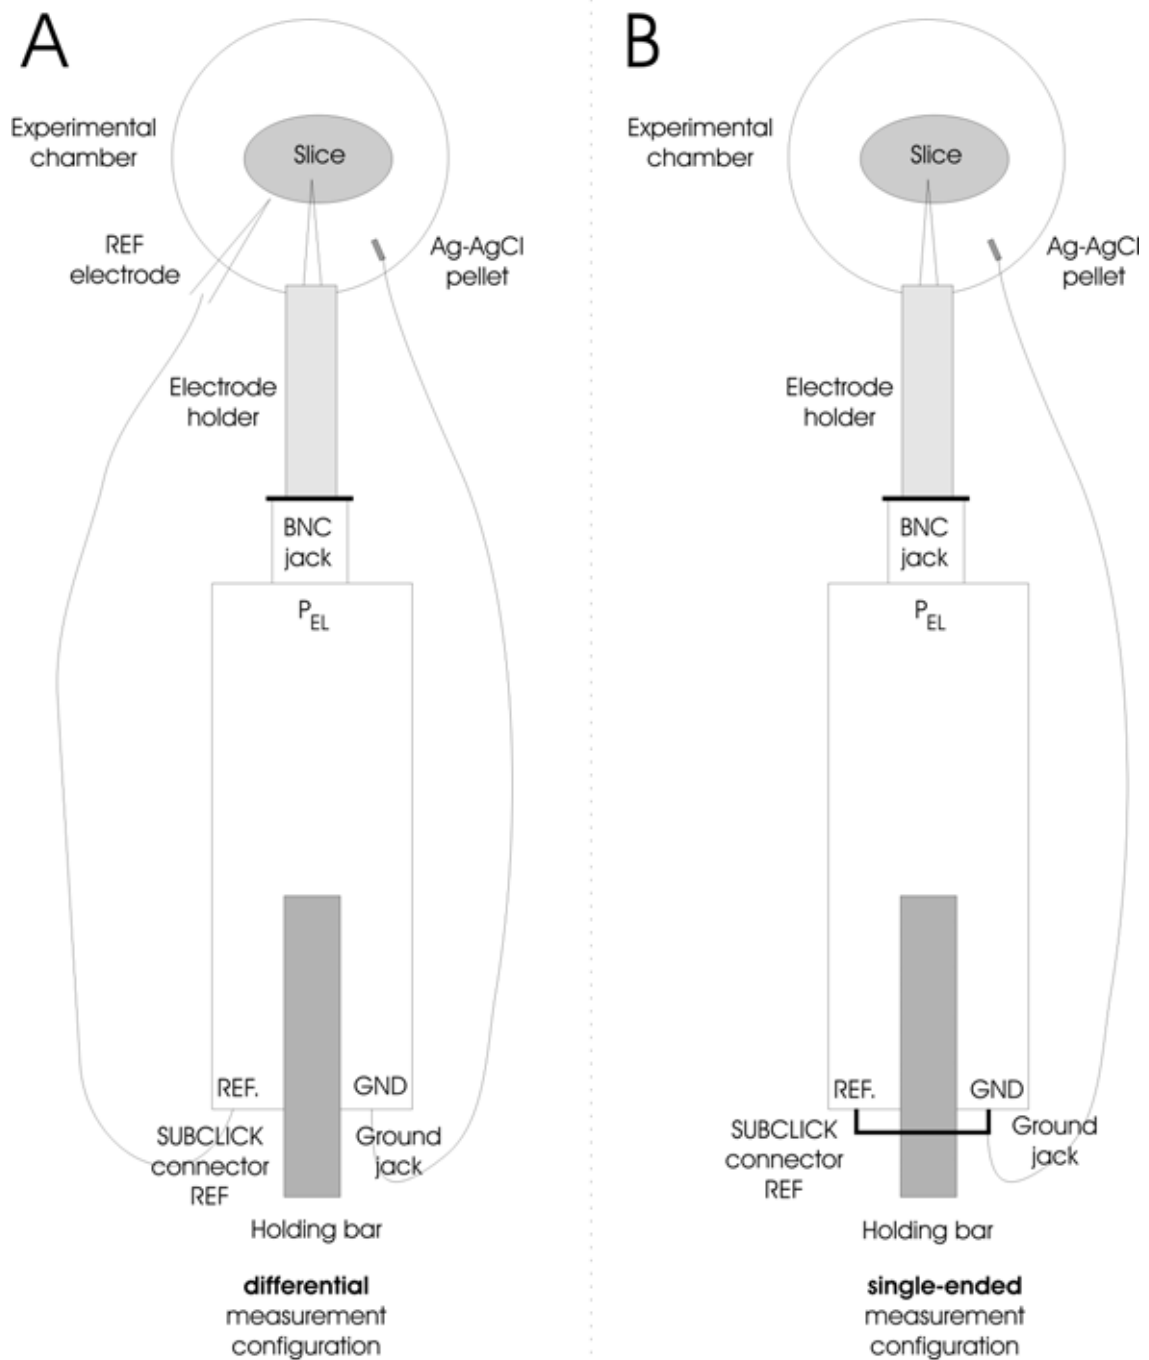 A
Experimental
chamber
Slice
REF
electrode
Ag-AgCl
pellet
Electrode
holder
BNC
jack
PEL
REF.
GND
SUBCLICK
connector
REF
Ground
jack
Holding bar
differential
measurement
configuration
B
Experimental
chamber
Slice
Ag-AgCl
pellet
Electrode
holder
BNC
jack
PEL
REF.
GND
SUBCLICK
connector
REF
Ground
jack
Holding bar
single-ended
measurement
configuration